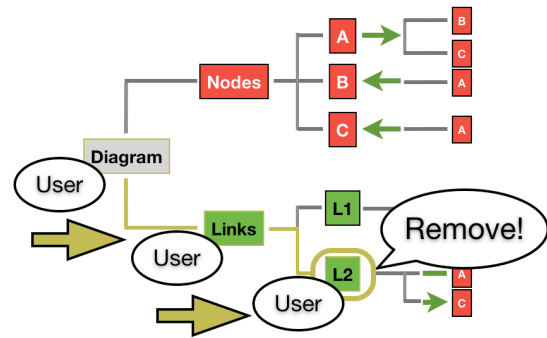 B
A
C
Nodes
B
A
C
A
Diagram
User
L1
Remove!
Links
User
L2
A
User
C